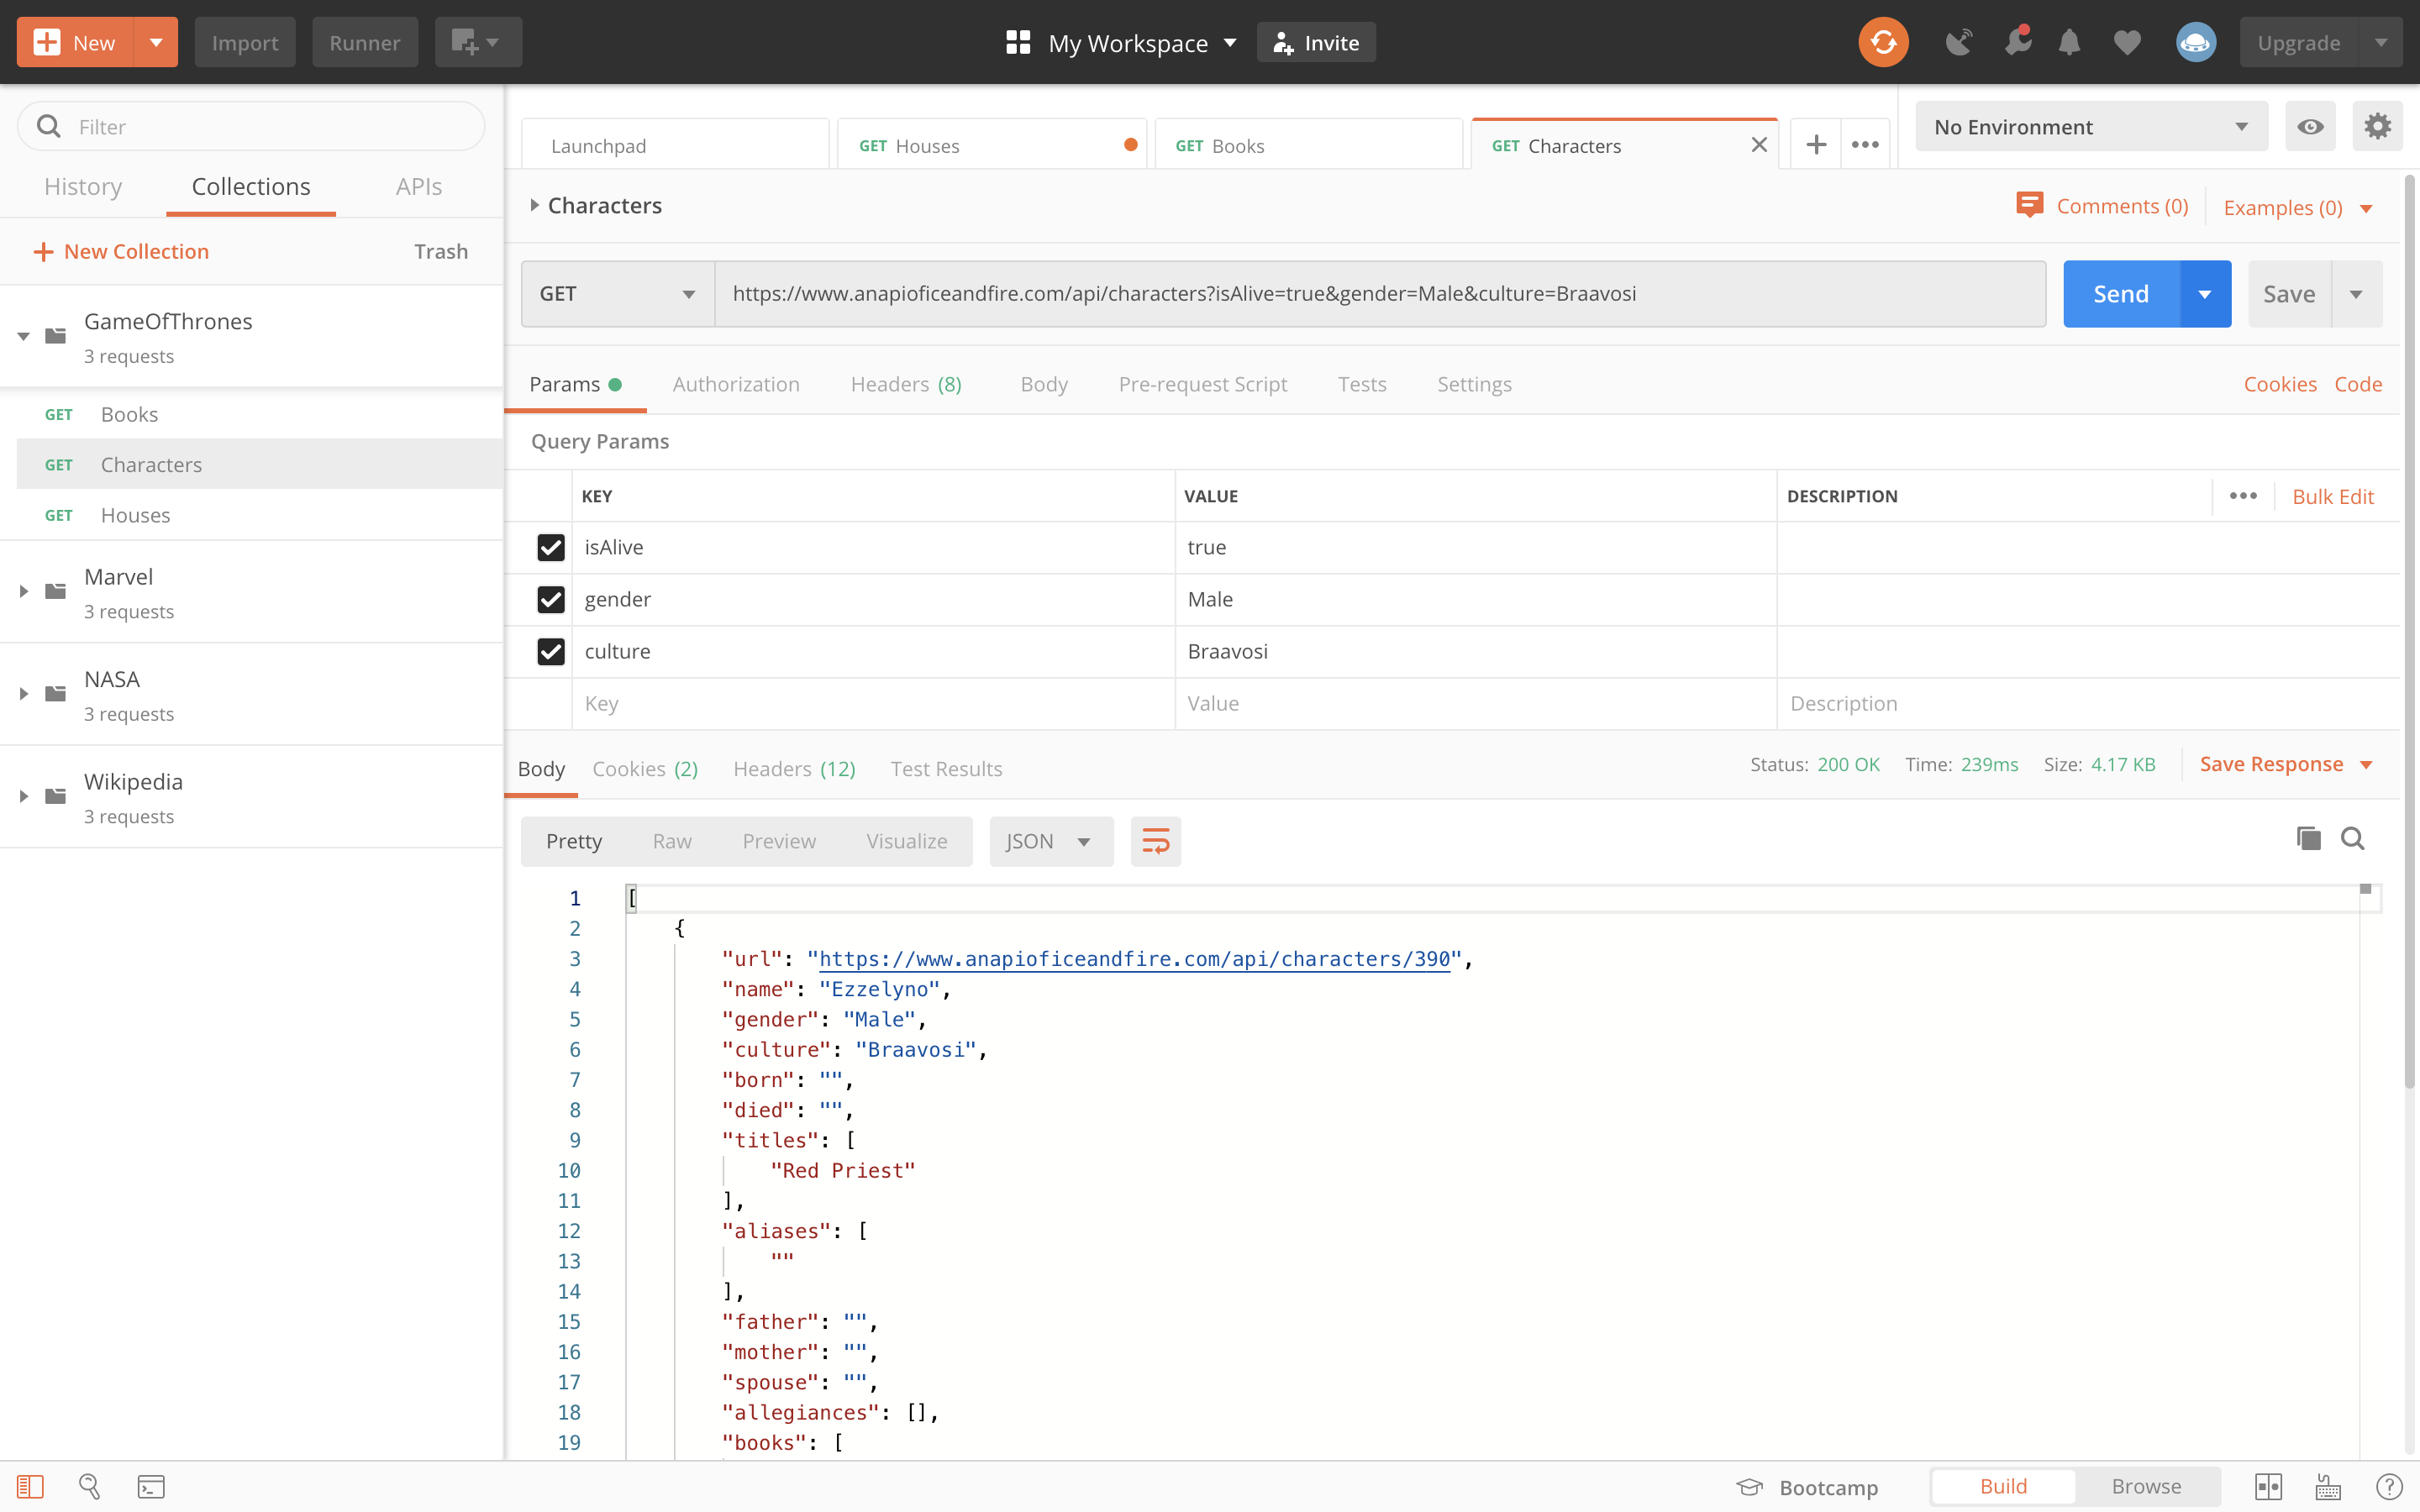 New
Import
Runner
My Workspace
Invite
Upgrade
Filter
History
Collections
APIs
New Collection
Trash
GameOfThrones
3 requests
GET Books
GET Characters
GET Houses
Marvel
3 requests
NASA
3 requests
Wikipedia
3 requests
Launchpad
GET Houses
GET Books
GET Characters
No Environment
Characters
Comments (0)
Examples (0)
GET
https://www.anapioficeandfire.com/api/characters?isAlive=true&gender=Male&culture=Braavosi
Send
Save
Params
Authorization
Headers (8)
Body
Pre-request Script
Tests
Settings
Cookies
Code
Query Params
KEY VALUE DESCRIPTION
Bulk Edit
isAlive true
gender Male
culture Braavosi
Key Value Description
Body
Cookies (2)
Headers (12)
Test Results
Status: 200 OK
Time: 239ms
Size: 4.17 KB
Save Response
Pretty
Raw
Preview
Visualize
JSON
1 [
2 {
3 "url": "https://www.anapioficeandfire.com/api/characters/390",
4 "name": "Ezzelyno",
5 "gender": "Male",
6 "culture": "Braavosi",
7 "born": "",
8 "died": "",
9 "titles": [
10 "Red Priest"
11 ],
12 "aliases": [
13 ""
14 ],
15 "father": "",
16 "mother": "",
17 "spouse": "",
18 "allegiances": [],
19 "books": [
Bootcamp
Build
Browse